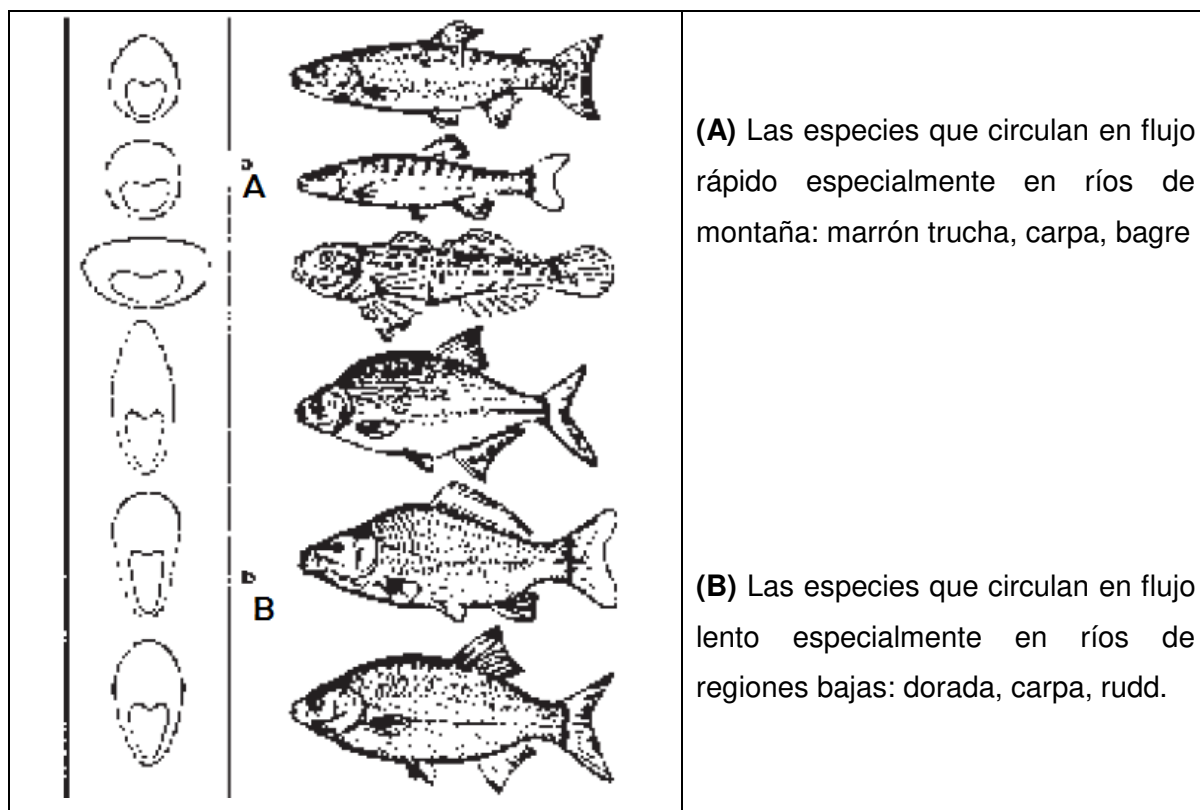 a
A
(A) Las especies que circulan en flujo
rápido especialmente en ríos de
montaña: marrón trucha, carpa, bagre
b
B
(B) Las especies que circulan en flujo
lento especialmente en ríos de
regiones bajas: dorada, carpa, rudd.